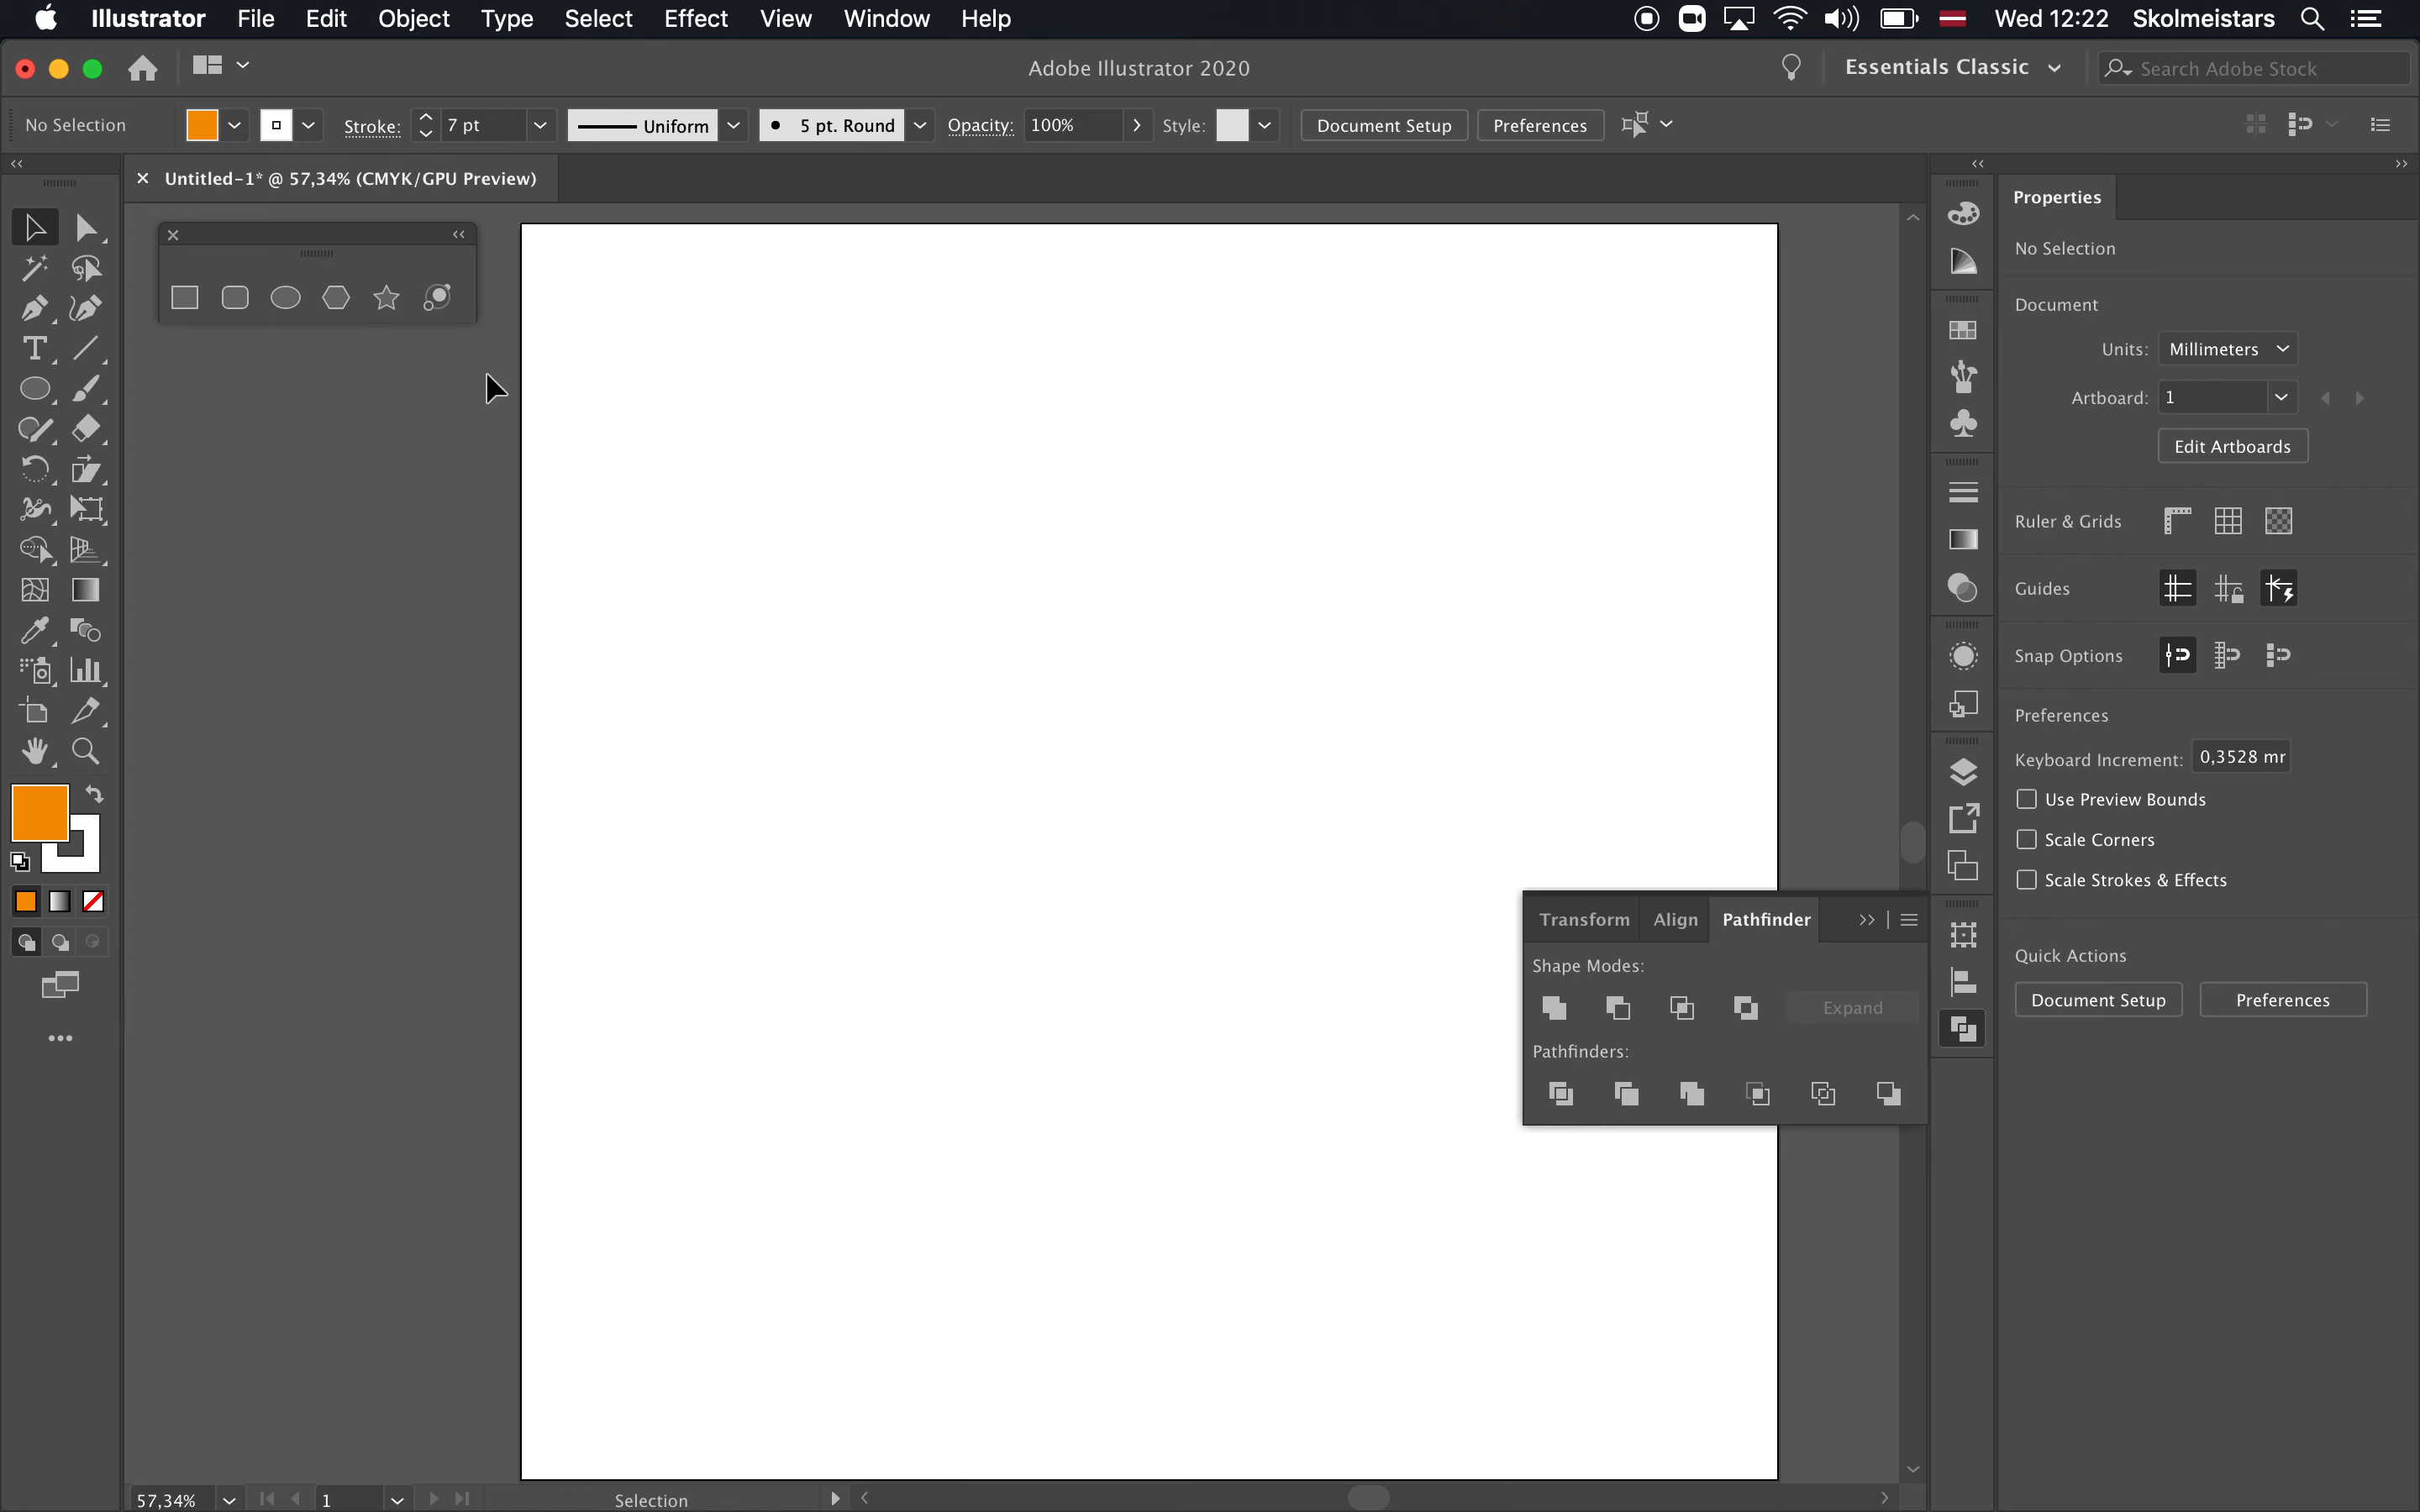 Illustrator File Edit Object Type Select Effect View Window Help Wed 12:22 Skolmeistars
Adobe Illustrator 2020 Essentials Classic Search Adobe Stock
No Selection Stroke: 7 pt Uniform 5 pt. Round Opacity: 100% Style: Document Setup Preferences
Untitled-1* @ 57,34% (CMYK/GPU Preview)
Properties
No Selection
Document
Units: Millimeters
Artboard: 1
Edit Artboards
Ruler & Grids
Guides
Snap Options
Preferences
Keyboard Increment: 0,3528 mr
Use Preview Bounds
Scale Corners
Scale Strokes & Effects
Quick Actions
Document Setup Preferences
Transform Align Pathfinder
Shape Modes:
Expand
Pathfinders:
57,34% 1 Selection